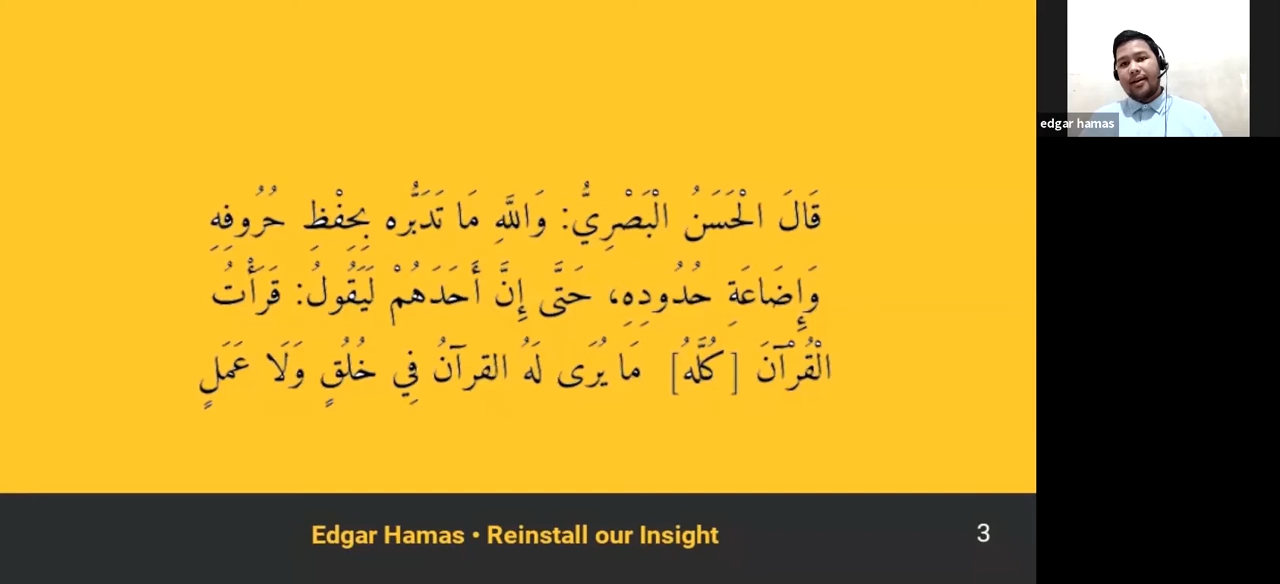 قَالَ الْحَسَنُ الْبَصْرِيُّ: وَاللَّهِ مَا تَدَبُّره بِحِفْظِ حُرُوفِهِ
وَإِضَاعَةِ حُدُودِهِ، حَتَّى إِنَّ أَحَدَهُمْ لَيَقُولُ: قَرَأْتُ
الْقُرْآنَ [كُلَّهُ] مَا يُرَى لَهُ القرآنُ فِي خُلُقٍ وَلَا عَمَلٍ
Edgar Hamas • Reinstall our Insight
3
edgar hamas